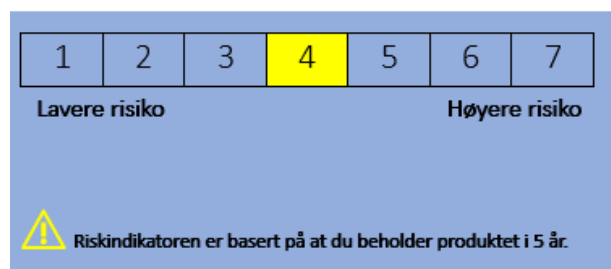 1 2 3 4 5 6 7
Lavere risiko Høyere risiko
Riskindikatoren er basert på at du beholder produktet i 5 år.